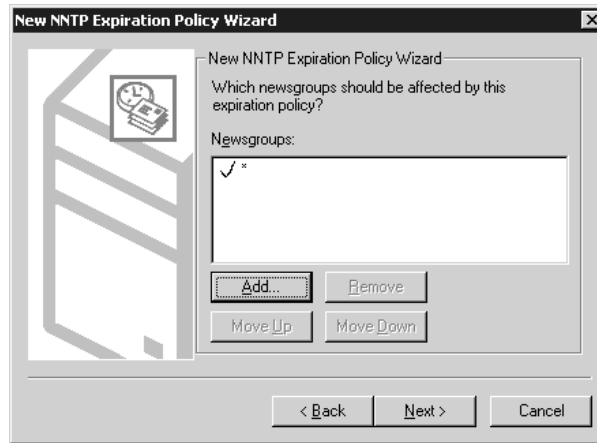 New NNTP Expiration Policy Wizard
New NNTP Expiration Policy Wizard
Which newsgroups should be affected by this
expiration policy?
Newsgroups:
*
Add... Remove
Move Up Move Down
< Back Next > Cancel